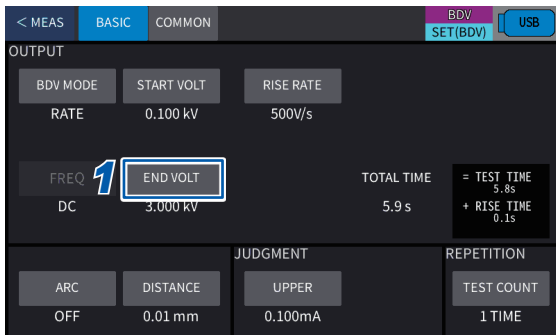 < MEAS BASIC COMMON BDV SET(BDV) USB
OUTPUT
BDV MODE START VOLT RISE RATE
RATE 0.100 kV 500V/s
FREQ 1 END VOLT TOTAL TIME = TEST TIME
5.8s
DC 3.000 kV 5.9 s + RISE TIME
0.1s
JUDGMENT REPETITION
ARC DISTANCE UPPER TEST COUNT
OFF 0.01 mm 0.100mA 1 TIME